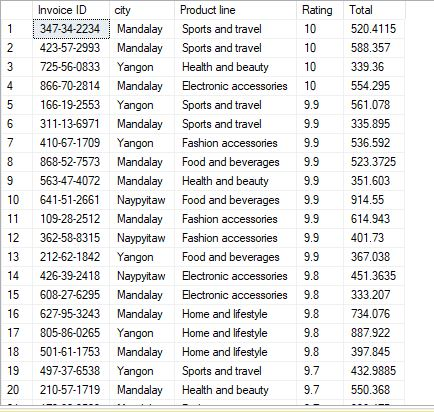 Invoice ID city Product line Rating Total
1 347-34-2234 Mandalay Sports and travel 10 520.4115
2 423-57-2993 Mandalay Sports and travel 10 588.357
3 725-56-0833 Yangon Health and beauty 10 339.36
4 866-70-2814 Mandalay Electronic accessories 10 554.295
5 166-19-2553 Yangon Sports and travel 9.9 561.078
6 311-13-6971 Mandalay Sports and travel 9.9 335.895
7 410-67-1709 Yangon Fashion accessories 9.9 536.592
8 868-52-7573 Mandalay Food and beverages 9.9 523.3725
9 563-47-4072 Mandalay Health and beauty 9.9 351.603
10 641-51-2661 Naypyitaw Food and beverages 9.9 914.55
11 109-28-2512 Mandalay Fashion accessories 9.9 614.943
12 362-58-8315 Naypyitaw Fashion accessories 9.9 401.73
13 212-62-1842 Yangon Food and beverages 9.9 367.038
14 426-39-2418 Naypyitaw Electronic accessories 9.8 451.3635
15 608-27-6295 Mandalay Electronic accessories 9.8 333.207
16 627-95-3243 Mandalay Home and lifestyle 9.8 734.076
17 805-86-0265 Yangon Home and lifestyle 9.8 887.922
18 501-61-1753 Mandalay Home and lifestyle 9.8 397.845
19 497-37-6538 Yangon Sports and travel 9.7 432.9885
20 210-57-1719 Mandalay Health and beauty 9.7 550.368